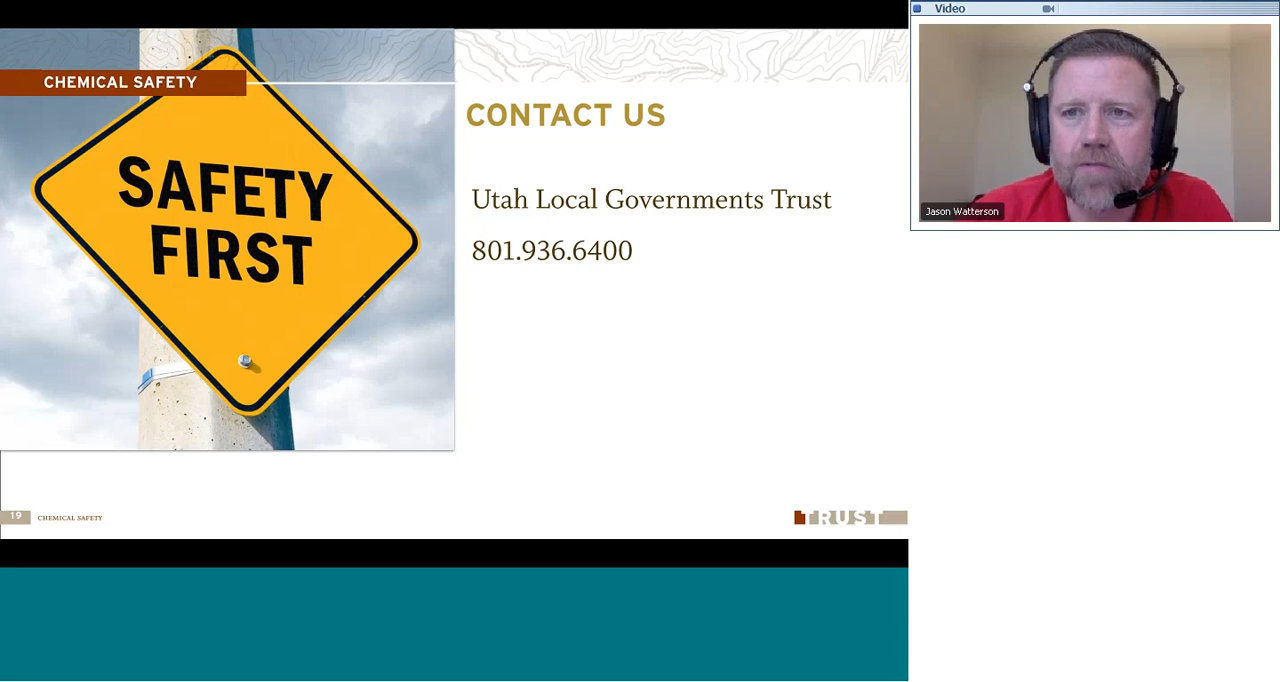 CHEMICAL SAFETY
SAFETY
FIRST
CONTACT US
Utah Local Governments Trust
801.936.6400
19
CHEMICAL SAFETY
TRUST
Video
Jason Watterson